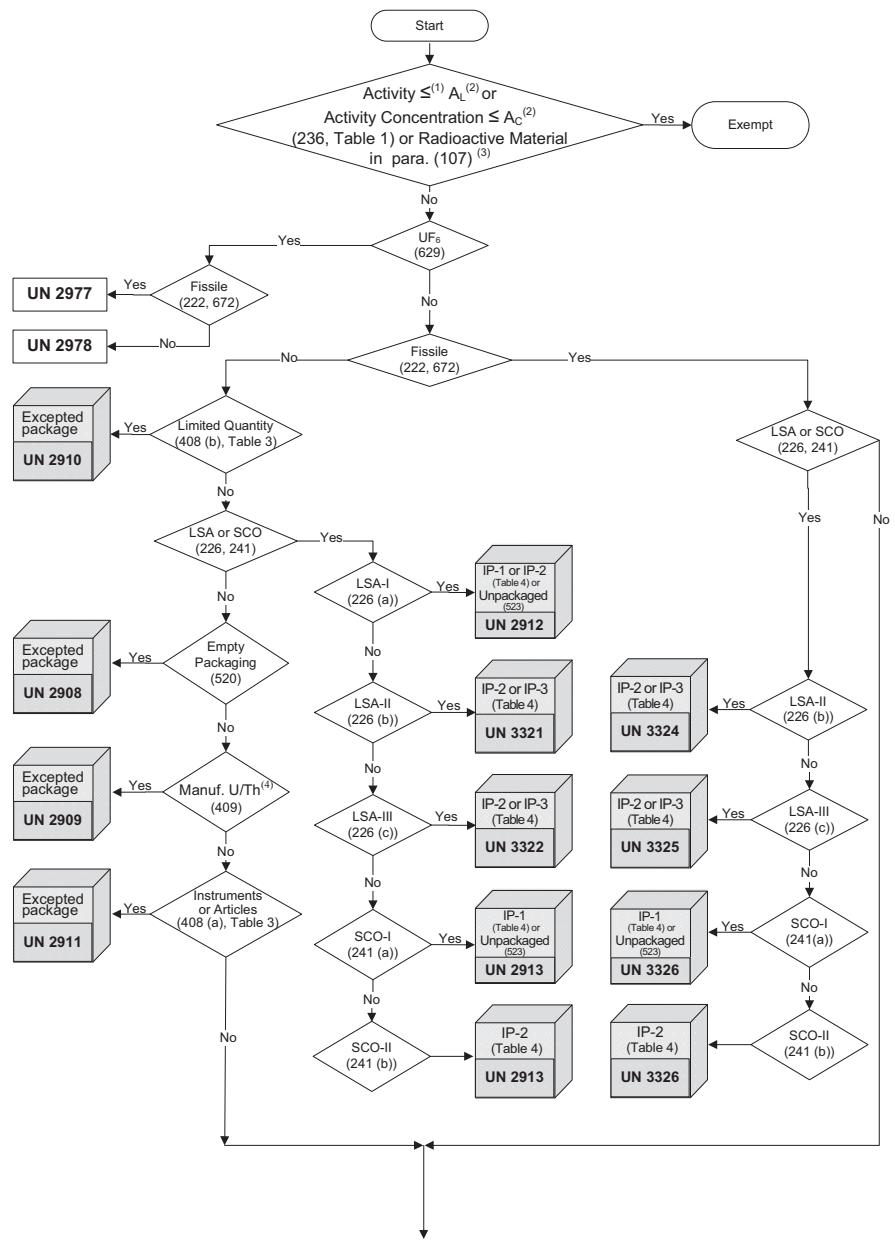 Start
Activity ≤(1) AL(2) or
Activity Concentration ≤ AC(2)
(236, Table 1) or Radioactive Material
in para. (107) (3)
Yes
Exempt
No
UF6
(629)
Yes
No
Fissile
(222, 672)
Yes
UN 2977
No
UN 2978
Fissile
(222, 672)
No
Yes
Limited Quantity
(408 (b), Table 3)
Yes
Excepted
package
UN 2910
No
LSA or SCO
(226, 241)
Yes
No
Empty
Packaging
(520)
Yes
Excepted
package
UN 2908
No
Manuf. U/Th(4)
(409)
Yes
Excepted
package
UN 2909
No
Instruments
or Articles
(408 (a), Table 3)
Yes
Excepted
package
UN 2911
No
LSA-I
(226 (a))
Yes
IP-1 or IP-2
(Table 4) or
Unpackaged
(523)
UN 2912
No
LSA-II
(226 (b))
Yes
IP-2 or IP-3
(Table 4)
UN 3321
No
LSA-III
(226 (c))
Yes
IP-2 or IP-3
(Table 4)
UN 3322
No
SCO-I
(241 (a))
Yes
IP-1
(Table 4) or
Unpackaged
(523)
UN 2913
No
SCO-II
(241 (b))
IP-2
(Table 4)
UN 2913
LSA or SCO
(226, 241)
No
Yes
LSA-II
(226 (b))
Yes
IP-2 or IP-3
(Table 4)
UN 3324
No
LSA-III
(226 (c))
Yes
IP-2 or IP-3
(Table 4)
UN 3325
No
SCO-I
(241(a))
Yes
IP-1
(Table 4) or
Unpackaged
(523)
UN 3326
No
SCO-II
(241 (b))
IP-2
(Table 4)
UN 3326